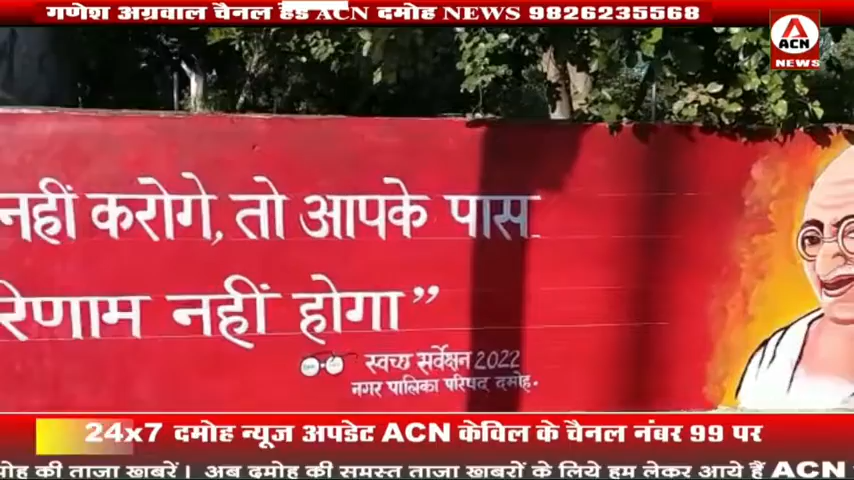 गणेश अग्रवाल चैनल हैड ACN दमोह NEWS 9826235568
ACN
NEWS
नहीं करोगे, तो आपके पास
रिणाम नहीं होगा”
स्वच्छ सर्वेक्षन 2022
नगर पालिका परिषद दमोह.
24x7 दमोह न्यूज अपडेट ACN केविल के चैनल नंबर 99 पर
मोह की ताजा खबरें। अब दमोह की समस्त ताजा खबरों के लिये हम लेकर आये हैं ACN